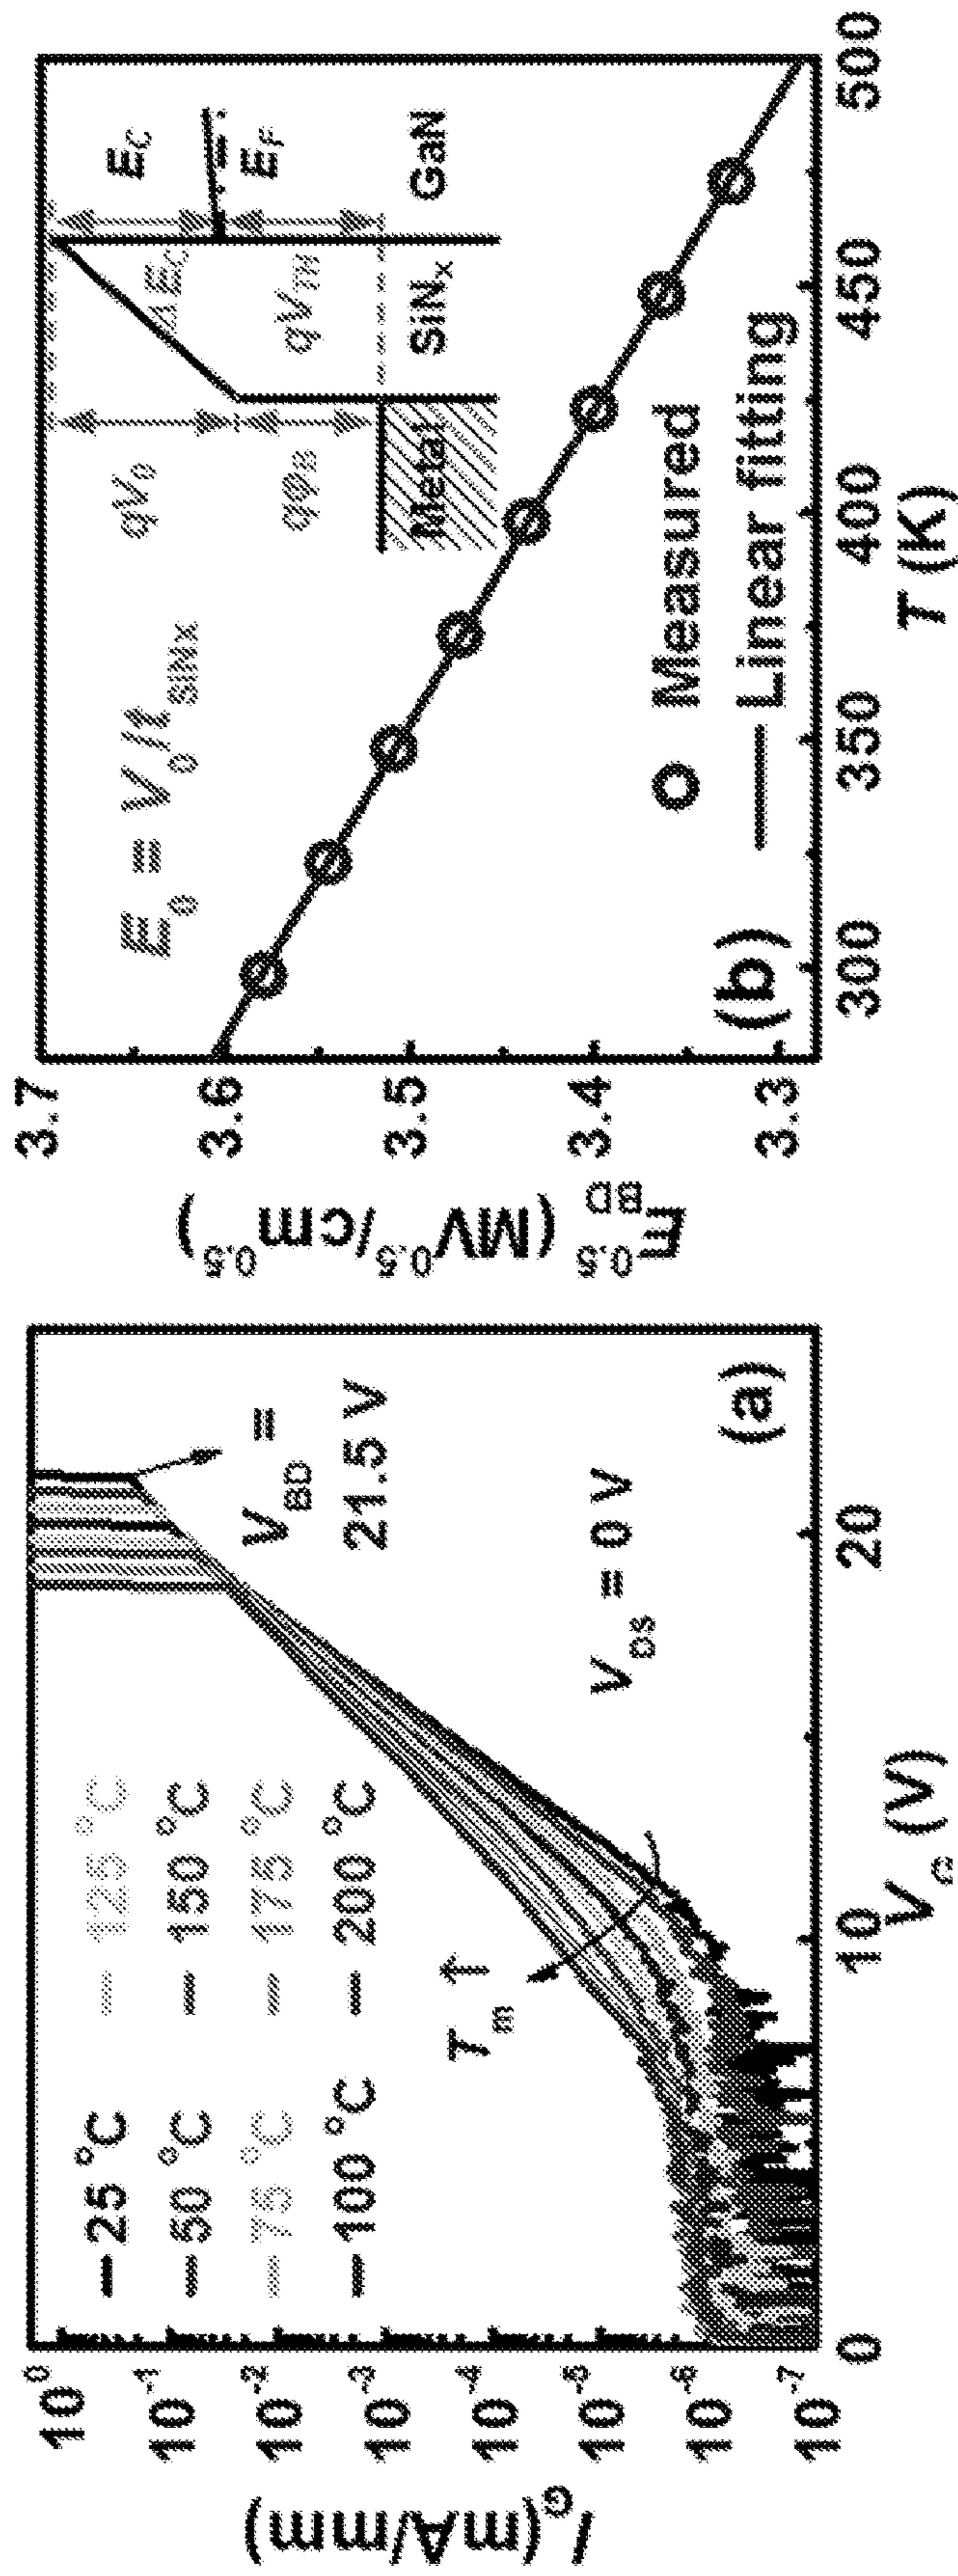 I_G (mA/mm)
10^0
10^-1
10^-2
10^-3
10^-4
10^-5
10^-6
10^-7
25 °C
50 °C
75 °C
100 °C
125 °C
150 °C
175 °C
200 °C
T_m ↑
V_BD =
21.5 V
V_DS = 0 V
(a)
0
10
20
V_G (V)
E_BD^0.5 (MV^0.5/cm^0.5)
3.7
3.6
3.5
3.4
3.3
E_0 = V_0/t_SiNx
qV_0
qφ_B
Metal
ΔE_C
qV_TH
SiN_x
E_C
E_F
GaN
Measured
Linear fitting
(b)
300
350
400
450
500
T (K)